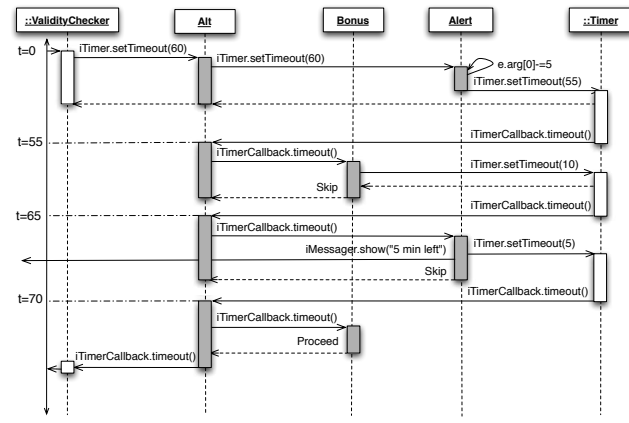 ::ValidityChecker Alt Bonus Alert ::Timer
t=0
iTimer.setTimeout(60)
iTimer.setTimeout(60)
e.arg[0]-=5
iTimer.setTimeout(55)
iTimerCallback.timeout()
t=55
iTimerCallback.timeout()
iTimer.setTimeout(10)
Skip
iTimerCallback.timeout()
t=65
iTimerCallback.timeout()
iMessager.show("5 min left")
iTimer.setTimeout(5)
Skip
iTimerCallback.timeout()
t=70
iTimerCallback.timeout()
Proceed
iTimerCallback.timeout()